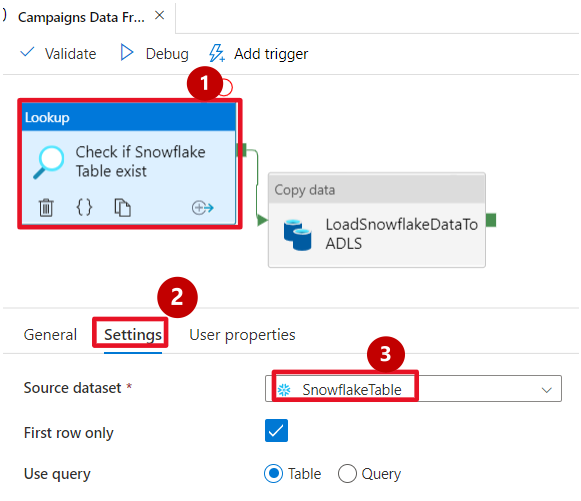 ) Campaigns Data Fr...
Validate Debug Add trigger
1
Lookup
Check if Snowflake
Table exist
{}
Copy data
LoadSnowflakeDataTo
ADLS
2
General Settings User properties
3
Source dataset * SnowflakeTable
First row only
Use query Table Query